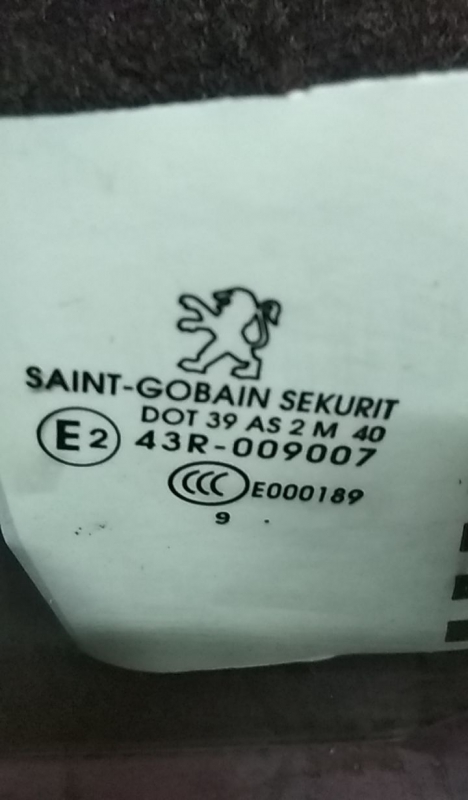 SAINT-GOBAIN SEKURIT
DOT 39 AS 2 M 40
E2 43R-009007
CCC E000189
9 .